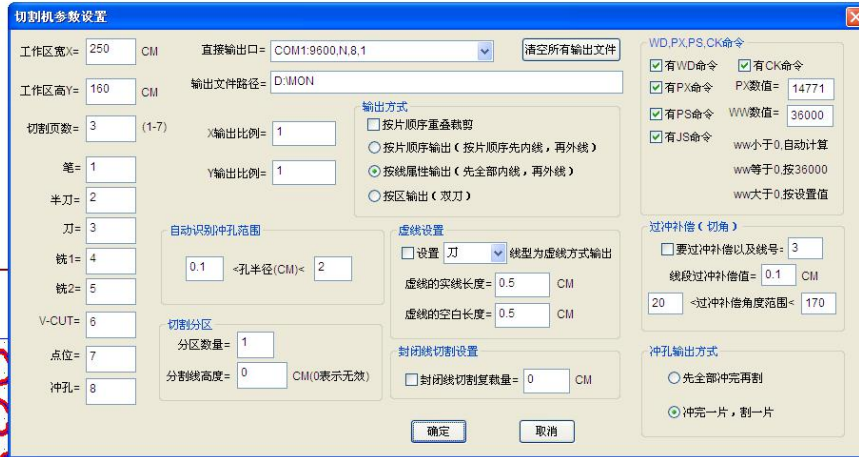 切割机参数设置
工作区宽X= 250 CM
工作区高Y= 160 CM
切割页数= 3 (1-7)
笔= 1
半刀= 2
刀= 3
铣1= 4
铣2= 5
V-CUT= 6
点位= 7
冲孔= 8
直接输出口= COM1:9600,N,8,1
清空所有输出文件
输出文件路径= D:\MON
X输出比例= 1
Y输出比例= 1
输出方式
按片顺序重叠裁剪
按片顺序输出(按片顺序先内线,再外线)
按线属性输出(先全部内线,再外线)
按区输出(双刀)
自动识别冲孔范围
0.1 <孔半径(CM)< 2
虚线设置
设置 刀 线型为虚线方式输出
虚线的实线长度= 0.5 CM
虚线的空白长度= 0.5 CM
切割分区
分区数量= 1
分割线高度= 0 CM(0表示无效)
封闭线切割设置
封闭线切割复裁量= 0 CM
确定
取消
WD,PX,PS,CK命令
有WD命令 有CK命令
有PX命令 PX数值= 14771
有PS命令 WW数值= 36000
有JS命令
ww小于0,自动计算
ww等于0,按36000
ww大于0,按设置值
过冲补偿(切角)
要过冲补偿以及线号= 3
线段过冲补偿值= 0.1 CM
20 <过冲补偿角度范围< 170
冲孔输出方式
先全部冲完再割
冲完一片,割一片